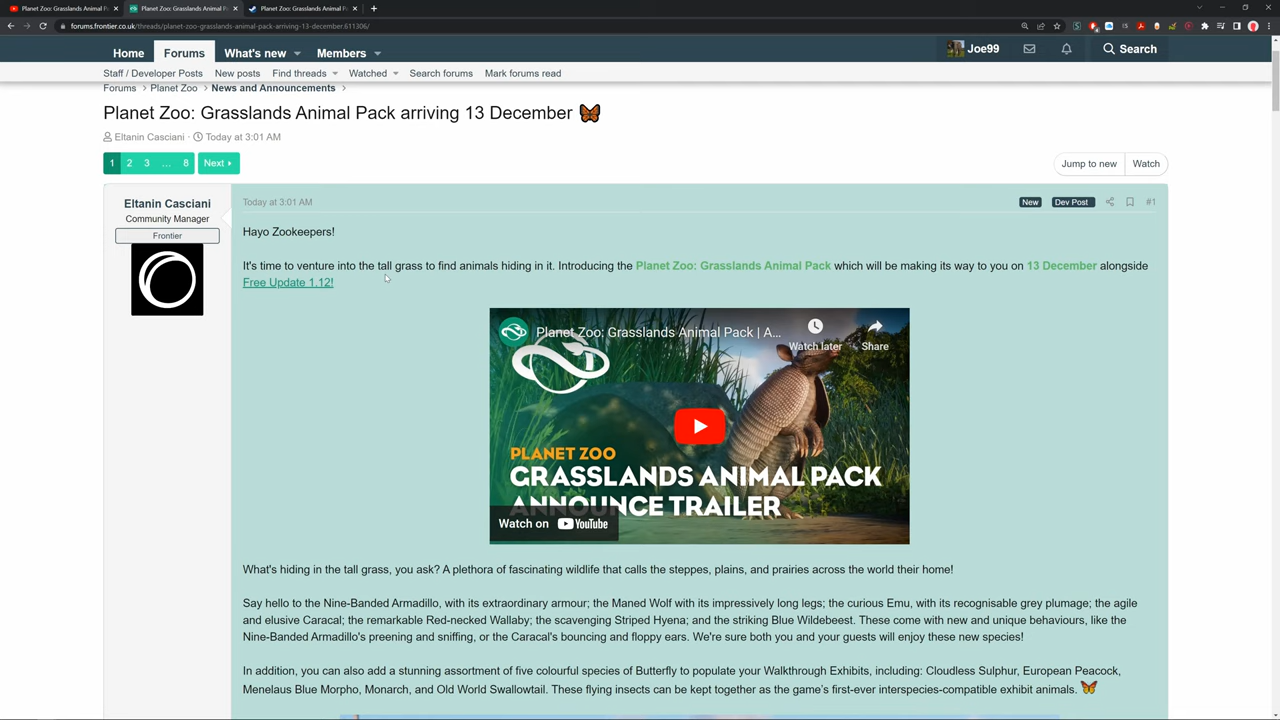 Planet Zoo: Grasslands Animal P
Planet Zoo: Grasslands Animal P
Planet Zoo: Grasslands Animal P
forums.frontier.co.uk/threads/planet-zoo-grasslands-animal-pack-arriving-13-december.611306/
Home Forums What's new Members Joe99 Search
Staff / Developer Posts New posts Find threads Watched Search forums Mark forums read
Forums Planet Zoo News and Announcements
Planet Zoo: Grasslands Animal Pack arriving 13 December
Eltanin Casciani · Today at 3:01 AM
1 2 3 … 8 Next Jump to new Watch
Eltanin Casciani
Community Manager
Frontier
Today at 3:01 AM New Dev Post #1
Hayo Zookeepers!
It's time to venture into the tall grass to find animals hiding in it. Introducing the Planet Zoo: Grasslands Animal Pack which will be making its way to you on 13 December alongside
Free Update 1.12!
Planet Zoo: Grasslands Animal Pack | A...
Watch later Share
PLANET ZOO
GRASSLANDS ANIMAL PACK
ANNOUNCE TRAILER
Watch on YouTube
What's hiding in the tall grass, you ask? A plethora of fascinating wildlife that calls the steppes, plains, and prairies across the world their home!
Say hello to the Nine-Banded Armadillo, with its extraordinary armour; the Maned Wolf with its impressively long legs; the curious Emu, with its recognisable grey plumage; the agile
and elusive Caracal; the remarkable Red-necked Wallaby; the scavenging Striped Hyena; and the striking Blue Wildebeest. These come with new and unique behaviours, like the
Nine-Banded Armadillo's preening and sniffing, or the Caracal's bouncing and floppy ears. We're sure both you and your guests will enjoy these new species!
In addition, you can also add a stunning assortment of five colourful species of Butterfly to populate your Walkthrough Exhibits, including: Cloudless Sulphur, European Peacock,
Menelaus Blue Morpho, Monarch, and Old World Swallowtail. These flying insects can be kept together as the game's first-ever interspecies-compatible exhibit animals.